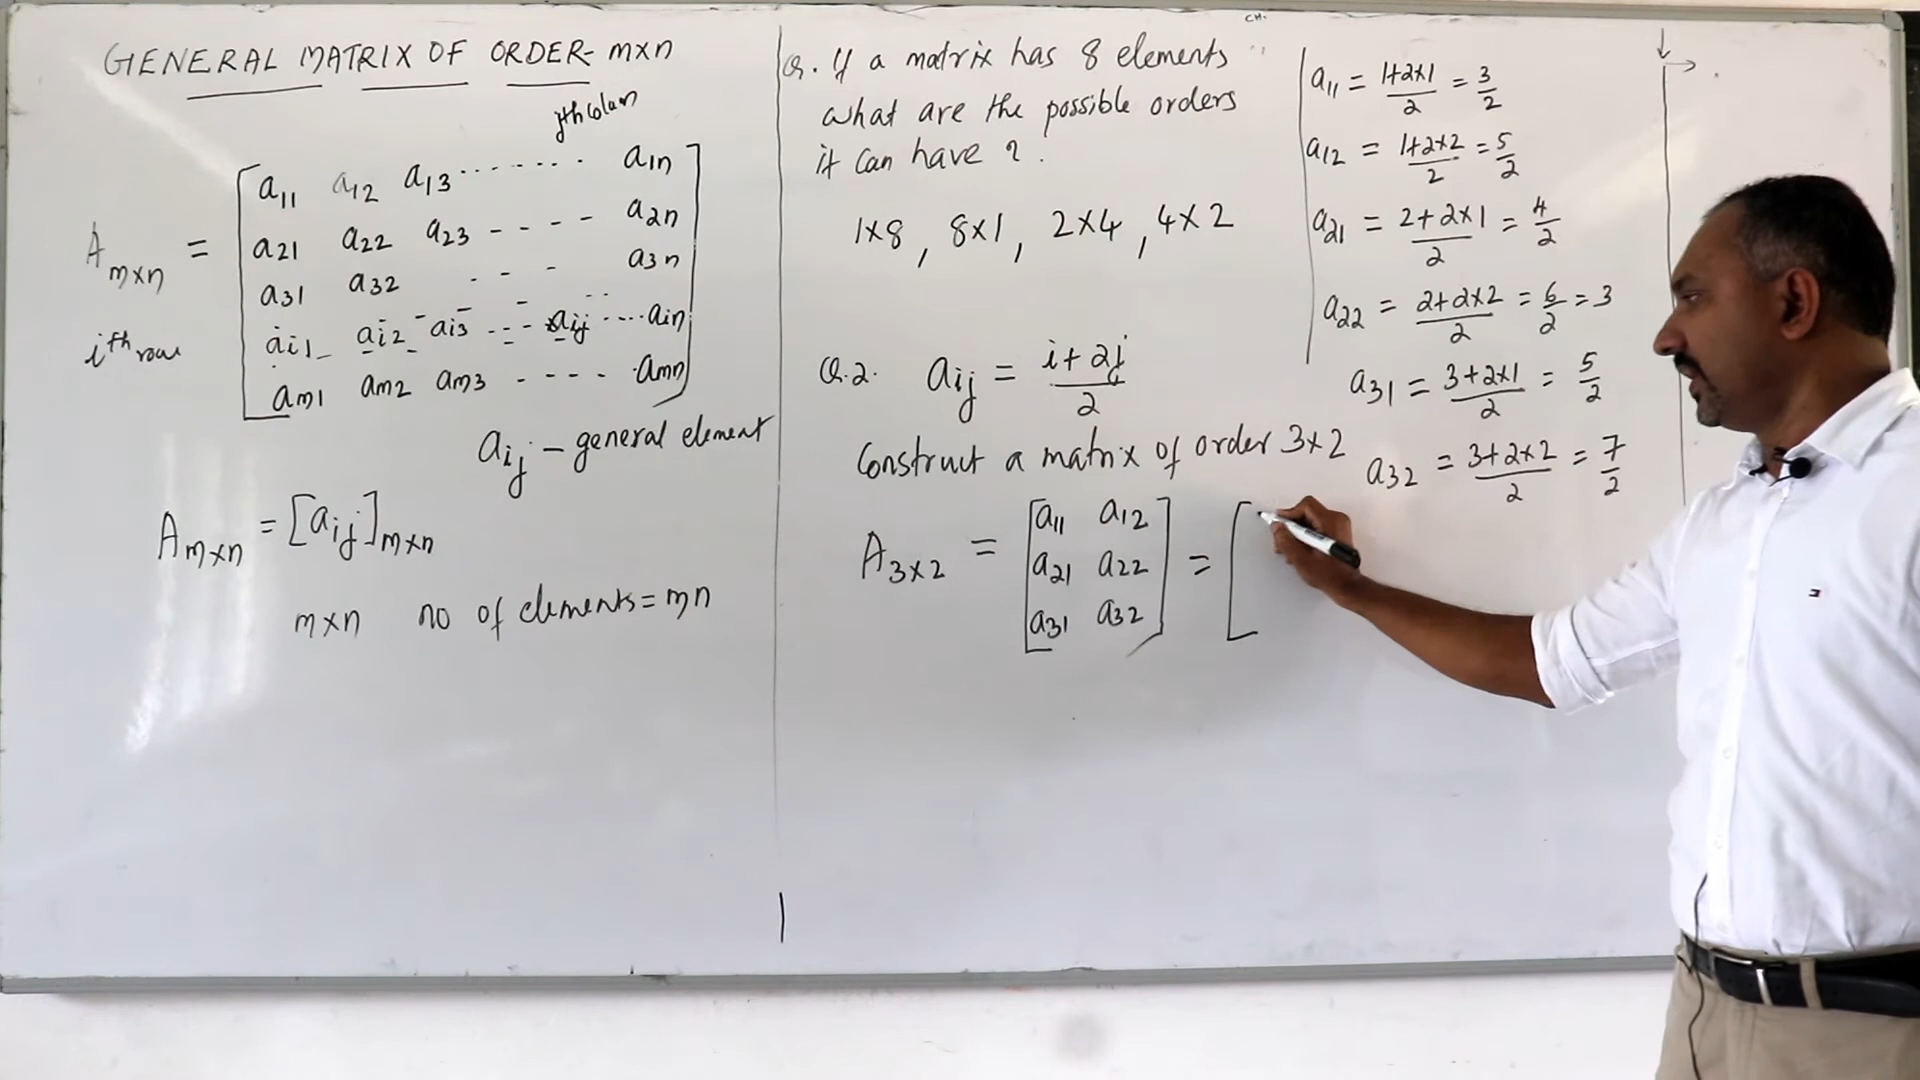 GENERAL MATRIX OF ORDER- m×n
jth colum
a11 a12 a13 ....... a1n
a21 a22 a23 - - - - a2n
A m×n =
a31 a32 - - - a3n
ith row
ai1 ai2 ai3 - - - aij .... ain
am1 am2 am3 - - - - amn
aij – general element
Am×n = [aij]m×n
m×n no of elements = mn
Q. If a matrix has 8 elements
what are the possible orders
it can have ?
1×8 , 8×1 , 2×4 , 4×2
Q.2. aij = i + 2j / 2
Construct a matrix of order 3×2
A3×2 = [a11 a12
a21 a22
a31 a32] = [
CH.
a11 = 1+2×1 / 2 = 3/2
a12 = 1+2×2 / 2 = 5/2
a21 = 2+2×1 / 2 = 4/2
a22 = 2+2×2 / 2 = 6/2 = 3
a31 = 3+2×1 / 2 = 5/2
a32 = 3+2×2 / 2 = 7/2